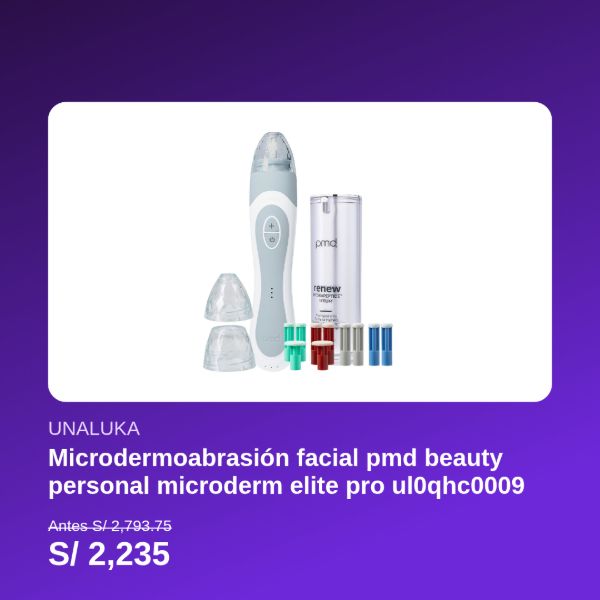 pmd
renew
UNALUKA
Microdermoabrasión facial pmd beauty
personal microderm elite pro ul0qhc0009
Antes S/ 2,793.75
S/ 2,235